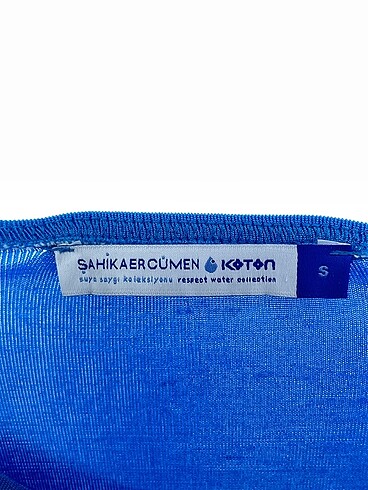 ŞAHİKAERCÜMEN KOTON
suya saygı koleksiyonu respect water collection
S